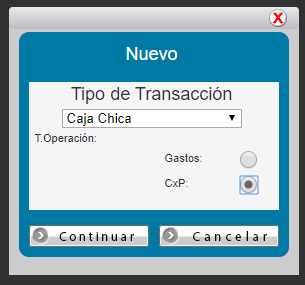 Nuevo
Tipo de Transacción
Caja Chica
T.Operación:
Gastos:
CxP:
Continuar Cancelar